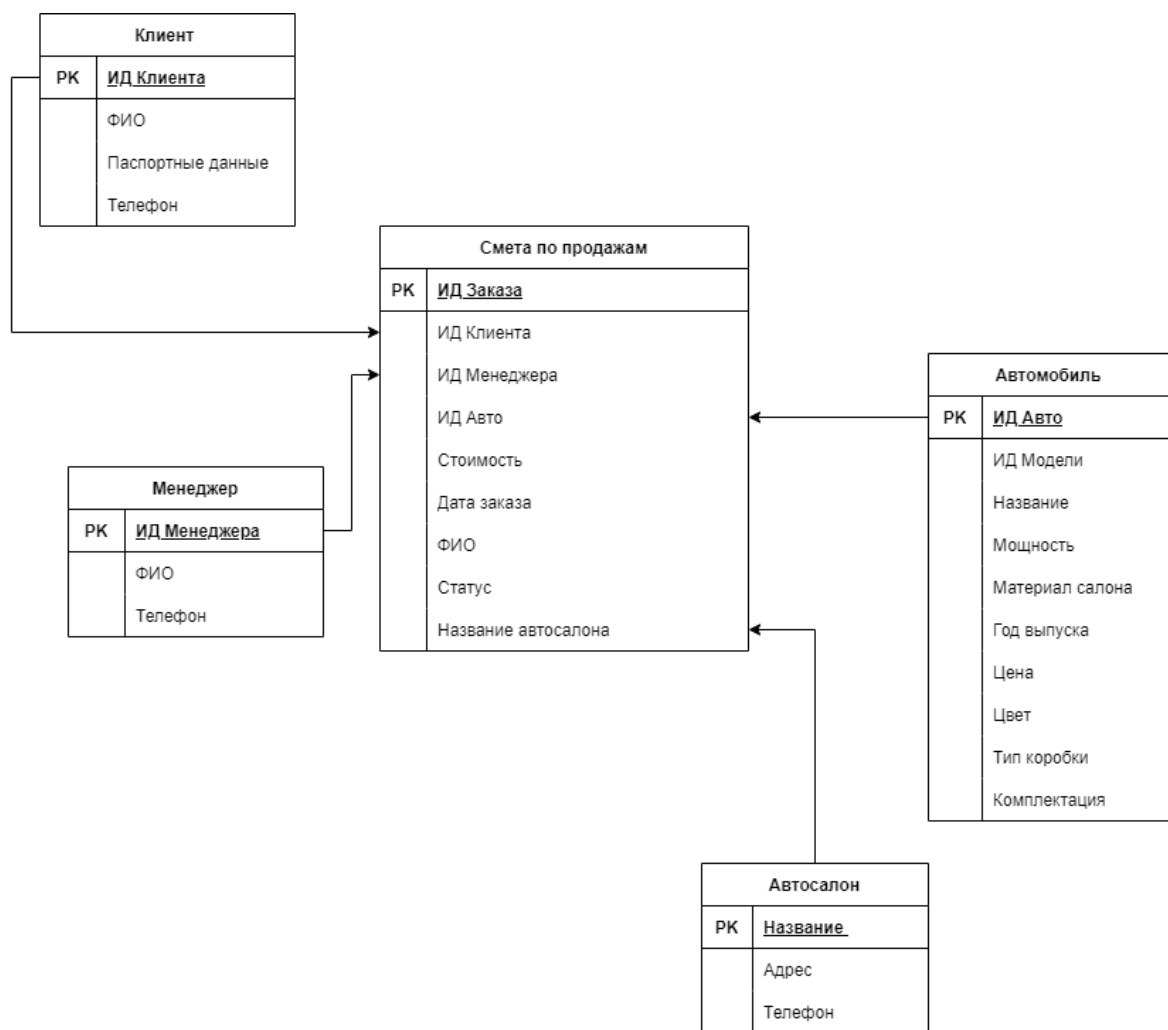 Клиент
PK ИД Клиента
ФИО
Паспортные данные
Телефон
Смета по продажам
PK ИД Заказа
ИД Клиента
ИД Менеджера
ИД Авто
Стоимость
Дата заказа
ФИО
Статус
Название автосалона
Менеджер
PK ИД Менеджера
ФИО
Телефон
Автомобиль
PK ИД Авто
ИД Модели
Название
Мощность
Материал салона
Год выпуска
Цена
Цвет
Тип коробки
Комплектация
Автосалон
PK Название
Адрес
Телефон